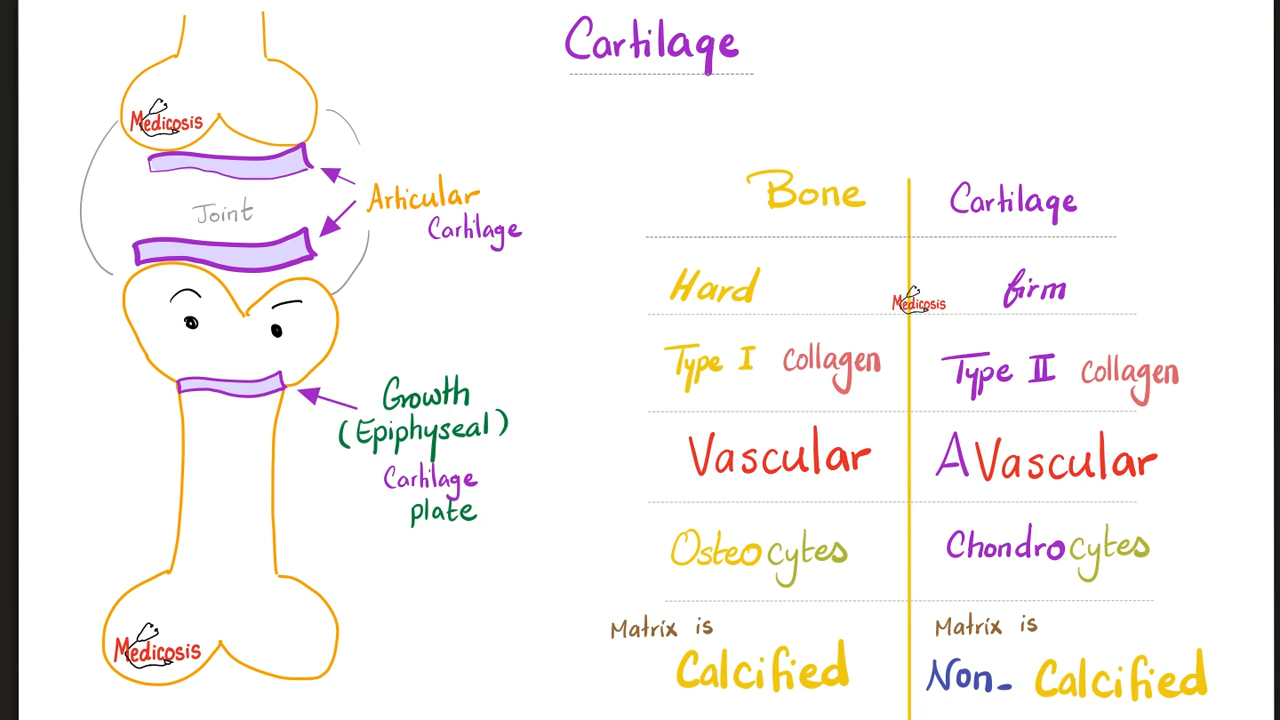 Cartilage
Medicosis
Joint
Articular
Cartilage
Growth
(Epiphyseal)
Cartilage
plate
Medicosis
Bone Cartilage
Hard firm
Medicosis
Type I Collagen Type II Collagen
Vascular AVascular
Osteocytes Chondrocytes
Matrix is Matrix is
Calcified Non- Calcified